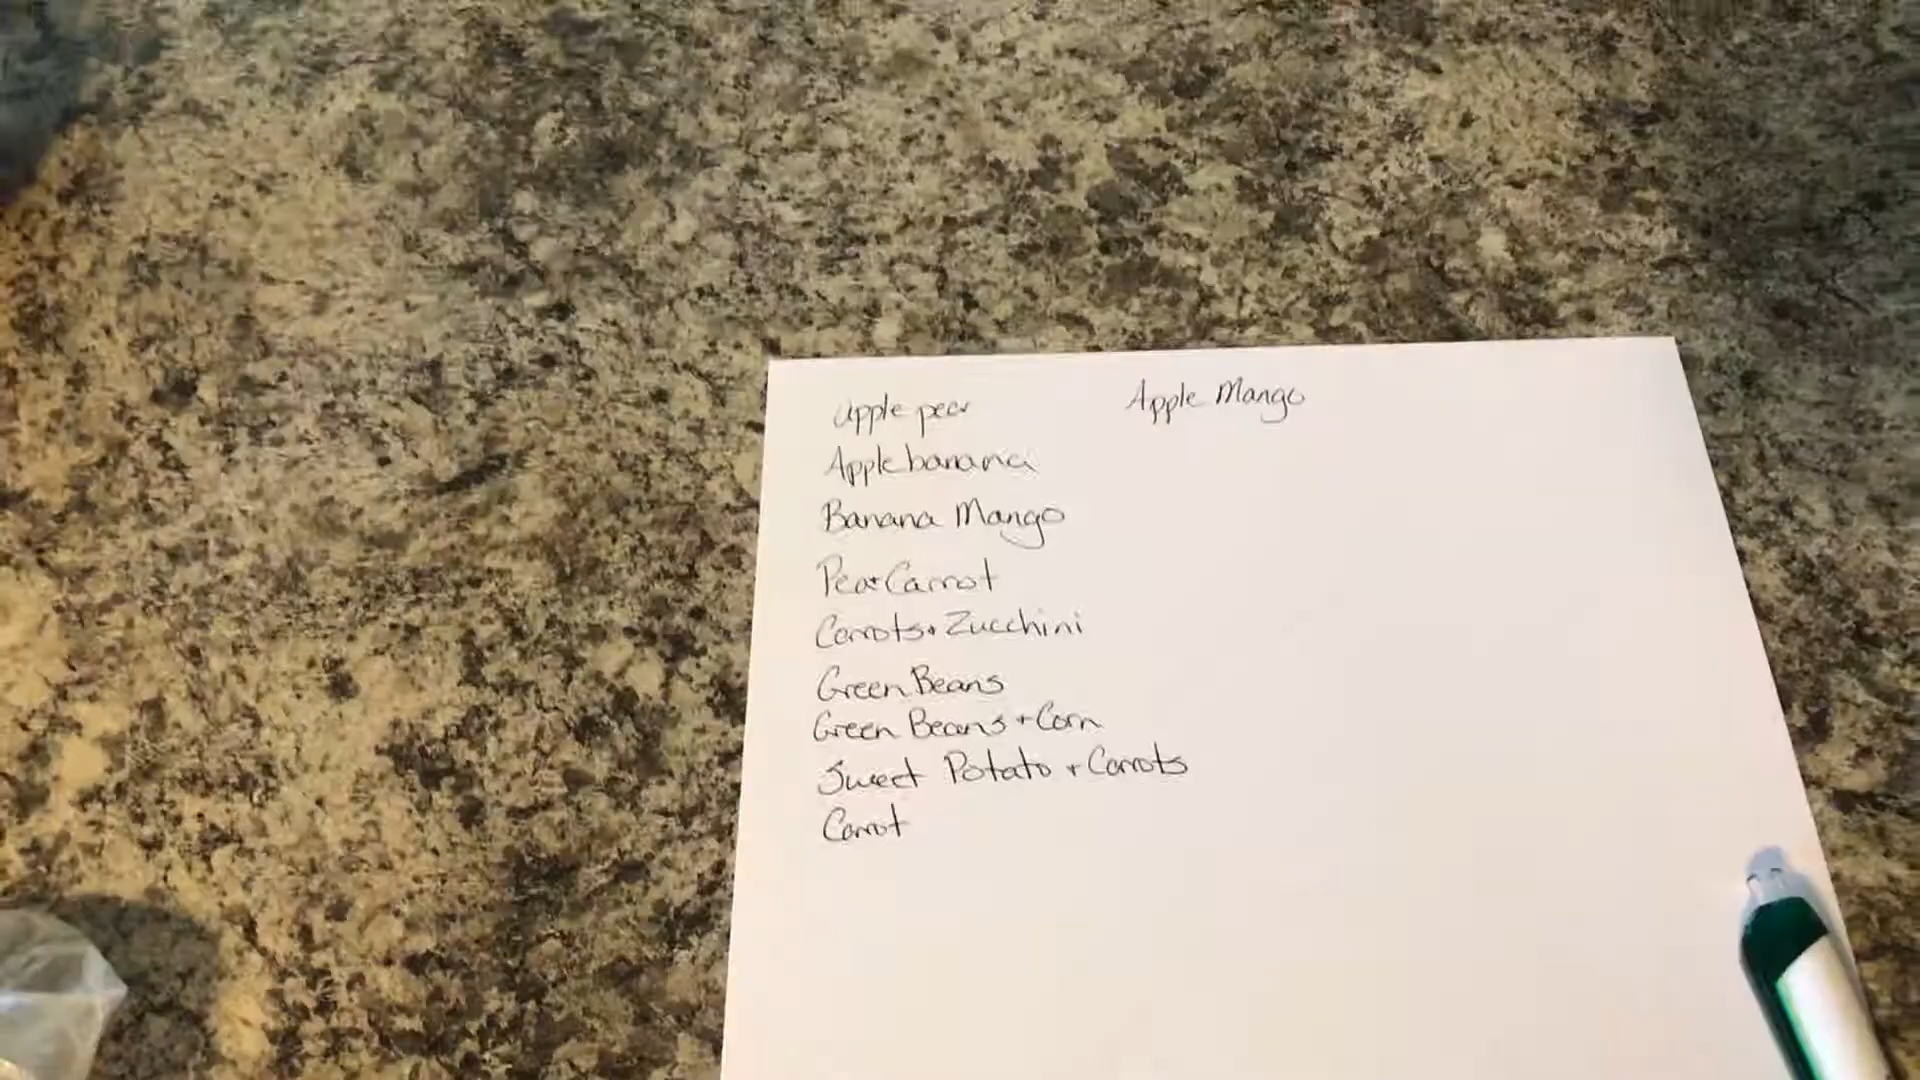 apple pear
Apple Mango
Apple banana
Banana Mango
Pea+Carrot
Carrots+Zucchini
Green Beans
Green Beans+Corn
Sweet Potato+Carrots
Carrot